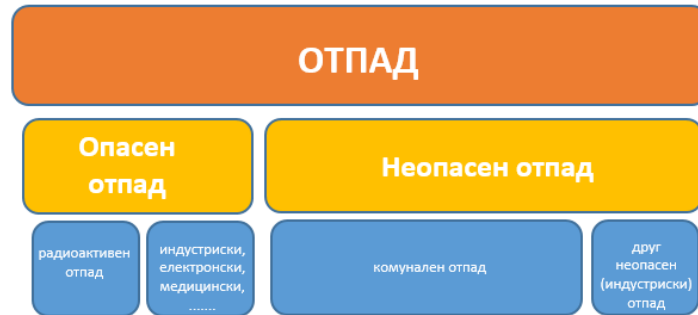 ОТПАД
Опасен
отпад
Неопасен отпад
радиоактивен
отпад
индустриски,
електронски,
медицински,
.......
комунален отпад
друг
неопасен
(индустриски)
отпад